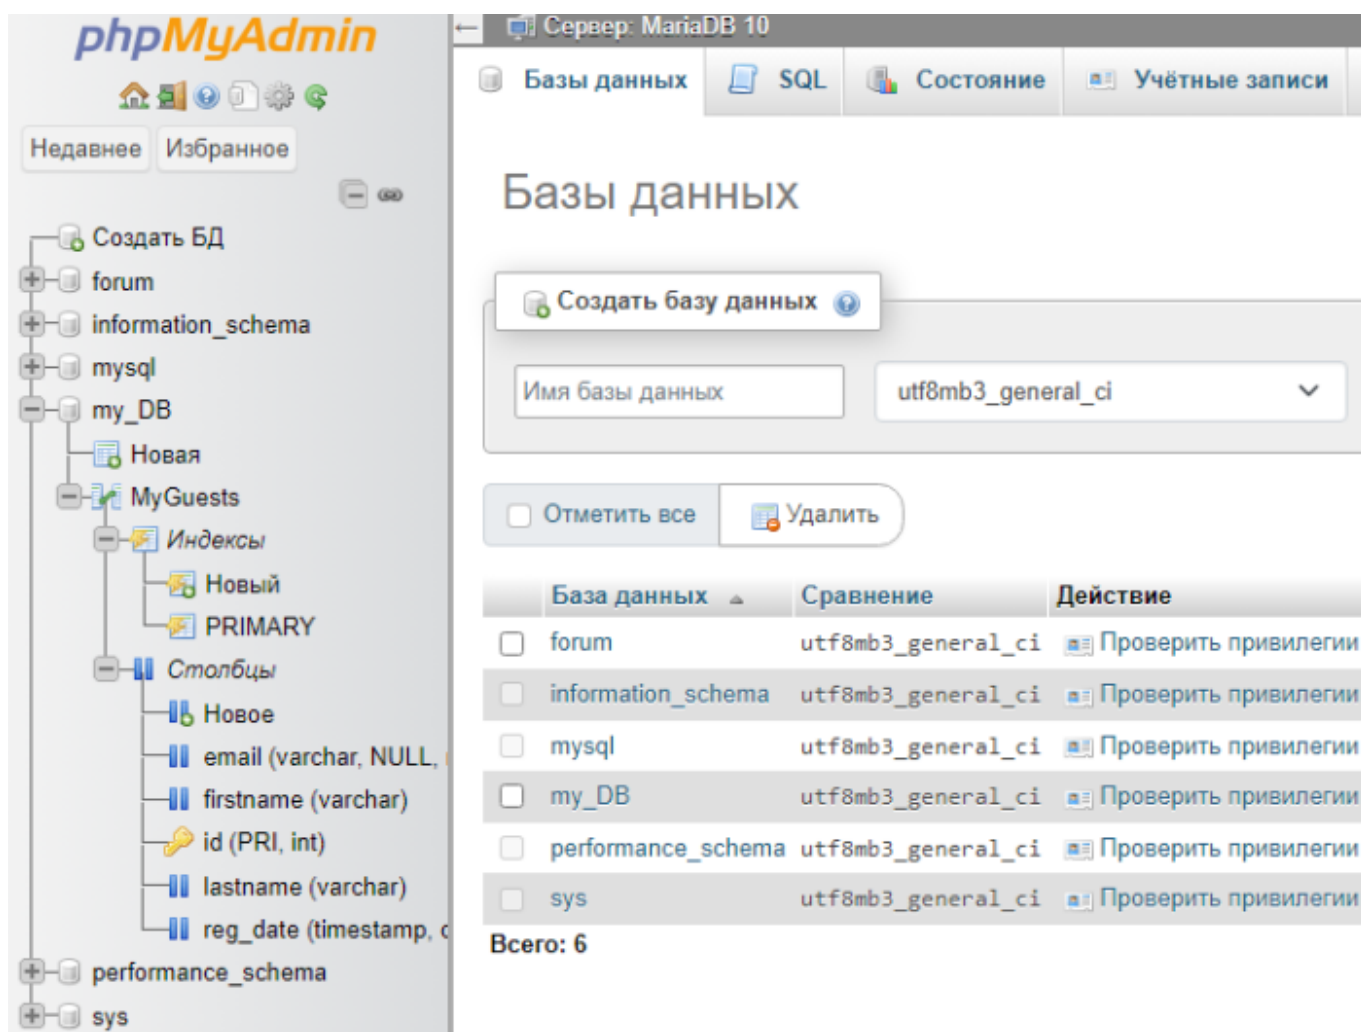 phpMyAdmin
Недавнее Избранное
Создать БД
forum
information_schema
mysql
my_DB
Новая
MyGuests
Индексы
Новый
PRIMARY
Столбцы
Новое
email (varchar, NULL,
firstname (varchar)
id (PRI, int)
lastname (varchar)
reg_date (timestamp,
performance_schema
sys
Сервер: MariaDB 10
Базы данных SQL Состояние Учётные записи
Базы данных
Создать базу данных
Имя базы данных utf8mb3_general_ci
Отметить все Удалить
База данных Сравнение Действие
forum utf8mb3_general_ci Проверить привилегии
information_schema utf8mb3_general_ci Проверить привилегии
mysql utf8mb3_general_ci Проверить привилегии
my_DB utf8mb3_general_ci Проверить привилегии
performance_schema utf8mb3_general_ci Проверить привилегии
sys utf8mb3_general_ci Проверить привилегии
Всего: 6